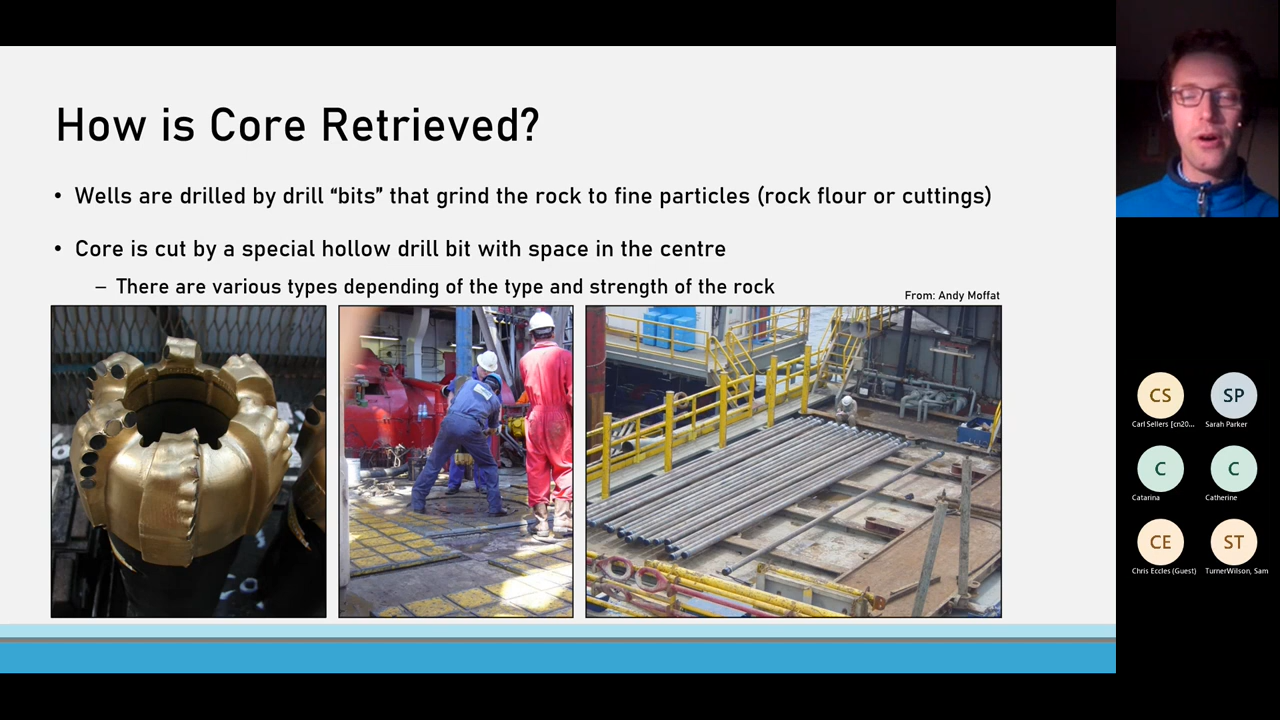 How is Core Retrieved?
• Wells are drilled by drill “bits” that grind the rock to fine particles (rock flour or cuttings)
• Core is cut by a special hollow drill bit with space in the centre
– There are various types depending of the type and strength of the rock
From: Andy Moffat
CS
SP
Carl Sellers [cn20...
Sarah Parker
C
C
Catarina
Catherine
CE
ST
Chris Eccles (Guest)
TurnerWilson, Sam